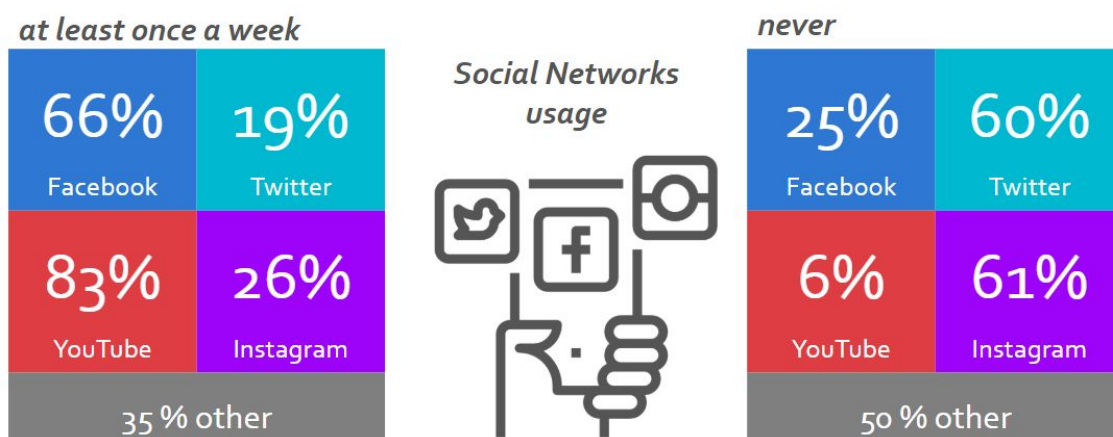 at least once a week
66%
Facebook
19%
Twitter
83%
YouTube
26%
Instagram
35 % other
Social Networks
usage
never
25%
Facebook
60%
Twitter
6%
YouTube
61%
Instagram
50 % other